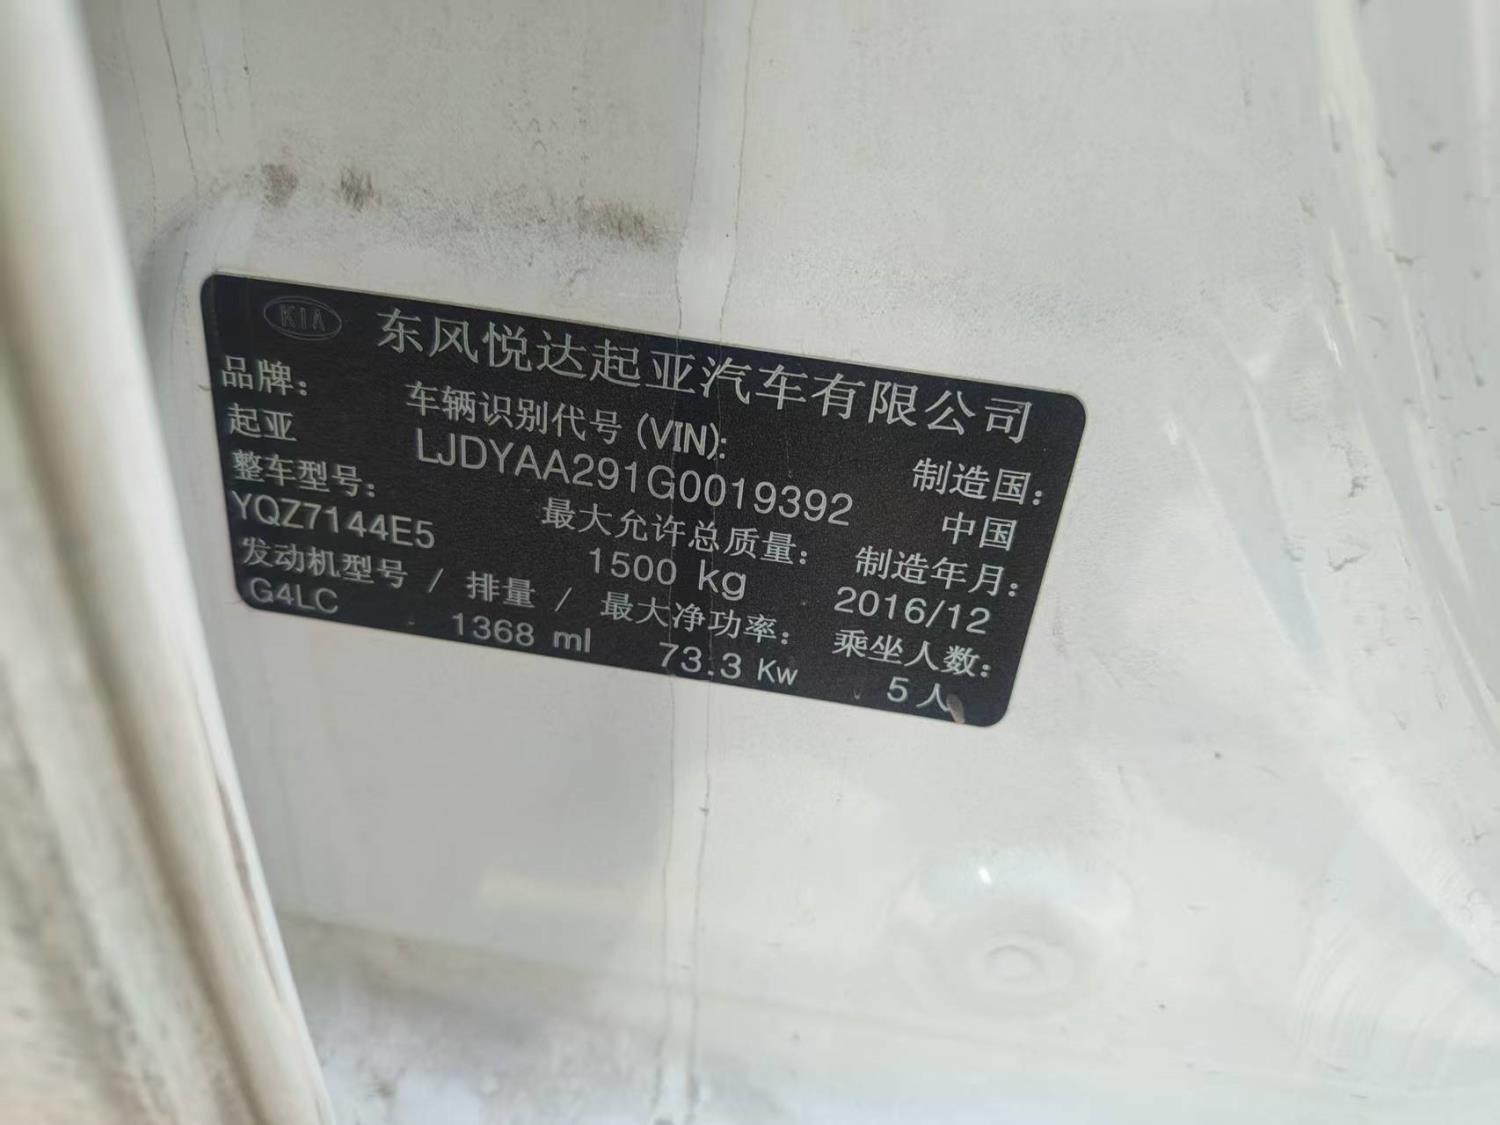 KIA 东风悦达起亚汽车有限公司
品牌： 车辆识别代号 (VIN): 制造国：
起亚 LJDYAA291G0019392 中国
整车型号： 最大允许总质量： 制造年月：
YQZ7144E5 1500 kg 2016/12
发动机型号 / 排量 / 最大净功率： 乘坐人数：
G4LC 1368 ml 73.3 Kw 5 人